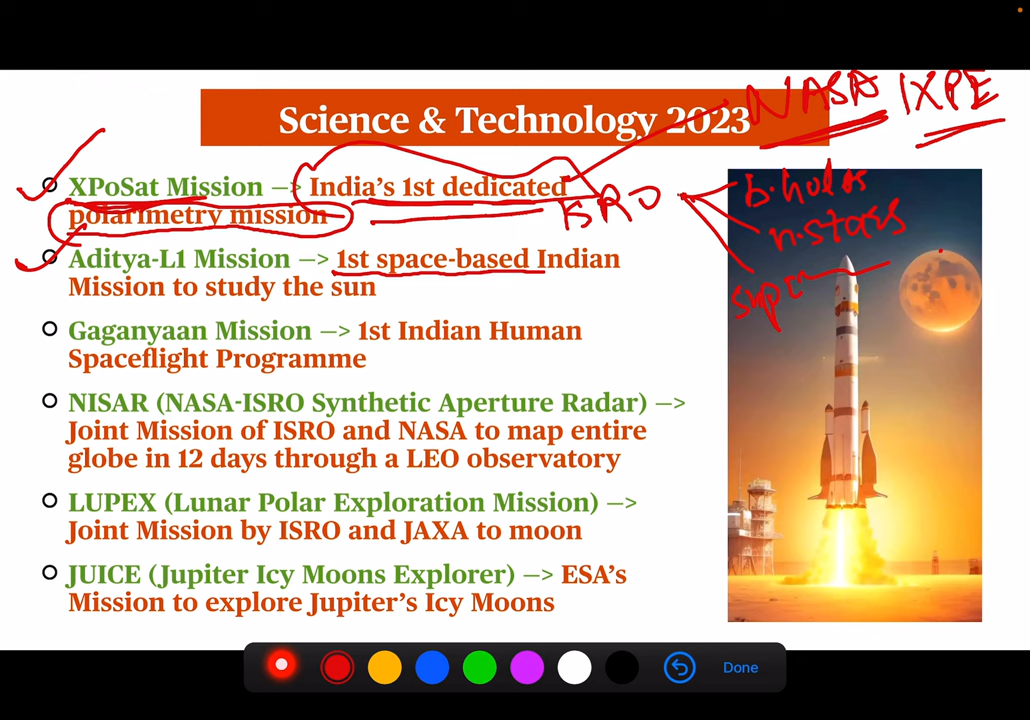 NASA IXPE
Science & Technology 2023
XPoSat Mission —> India's 1st dedicated
polarimetry mission
ISRO
b.holes
n.stars
Aditya-L1 Mission —> 1st space-based Indian
Mission to study the sun
Gaganyaan Mission —> 1st Indian Human
Spaceflight Programme
NISAR (NASA-ISRO Synthetic Aperture Radar) —>
Joint Mission of ISRO and NASA to map entire
globe in 12 days through a LEO observatory
LUPEX (Lunar Polar Exploration Mission) —>
Joint Mission by ISRO and JAXA to moon
JUICE (Jupiter Icy Moons Explorer) —> ESA's
Mission to explore Jupiter's Icy Moons
Done